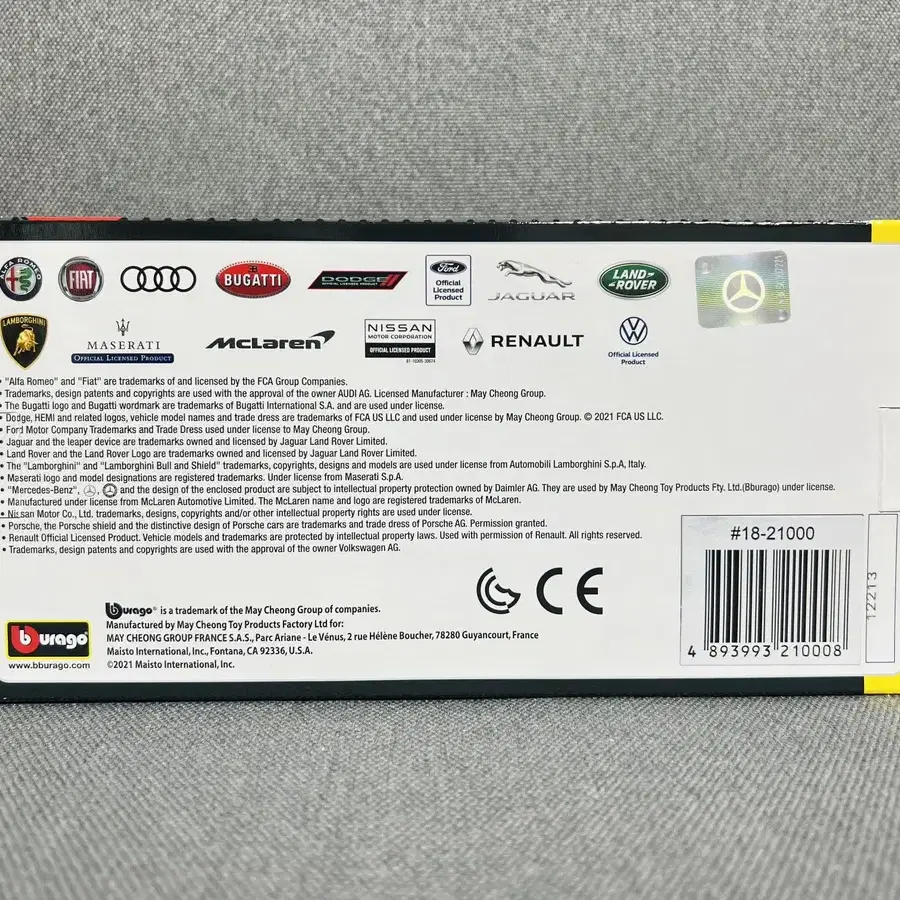 ALFA ROMEO
FIAT
BUGATTI
DODGE
OFFICIAL LICENSED PRODUCT
Ford
Official
Licensed
Product
JAGUAR
LAND-
ROVER
LAMBORGHINI
MASERATI
OFFICIAL LICENSED PRODUCT
McLaren
NISSAN
MOTOR CORPORATION
OFFICIAL LICENSED PRODUCT
RENAULT
Official Licensed
Product
• "Alfa Romeo" and "Fiat" are trademarks of and licensed by the FCA Group Companies.
• Trademarks, design patents and copyrights are used with the approval of the owner AUDI AG. Licensed Manufacturer : May Cheong Group.
• The Bugatti logo and Bugatti wordmark are trademarks of Bugatti International S.A. and are used under license.
• Dodge, HEMI and related logos, vehicle model names and trade dress are trademarks of FCA US LLC and used under license by May Cheong Group. © 2021 FCA US LLC.
• Ford Motor Company Trademarks and Trade Dress used under license to May Cheong Group.
• Jaguar and the leaper device are trademarks owned and licensed by Jaguar Land Rover Limited.
• Land Rover and the Land Rover Logo are trademarks owned and licensed by Jaguar Land Rover Limited.
• The "Lamborghini" and "Lamborghini Bull and Shield" trademarks, copyrights, designs and models are used under license from Automobili Lamborghini S.p.A, Italy.
• Maserati logo and model designations are registered trademarks. Under license from Maserati S.p.A.
• "Mercedes-Benz", and the design of the enclosed product are subject to intellectual property protection owned by Daimler AG. They are used by May Cheong Toy Products Fty. Ltd.(Bburago) under license.
• Manufactured under license from McLaren Automotive Limited. The McLaren name and logo are registered trademarks of McLaren.
• Nissan Motor Co., Ltd. trademarks, designs, copyrights and/or other intellectual property rights are used under license.
• Porsche, the Porsche shield and the distinctive design of Porsche cars are trademarks and trade dress of Porsche AG. Permission granted.
• Renault Official Licensed Product. Vehicle models and trademarks are protected by intellectual property laws. Used with permission of Renault. All rights reserved.
• Trademarks, design patents and copyrights are used with the approval of the owner Volkswagen AG.
#18-21000
4 893993 210008
12213
CE
bburago® is a trademark of the May Cheong Group of companies.
Manufactured by May Cheong Toy Products Factory Ltd for:
MAY CHEONG GROUP FRANCE S.A.S., Parc Ariane - Le Vénus, 2 rue Hélène Boucher, 78280 Guyancourt, France
Maisto International, Inc., Fontana, CA 92336, U.S.A.
©2021 Maisto International, Inc.
bburago
www.bburago.com